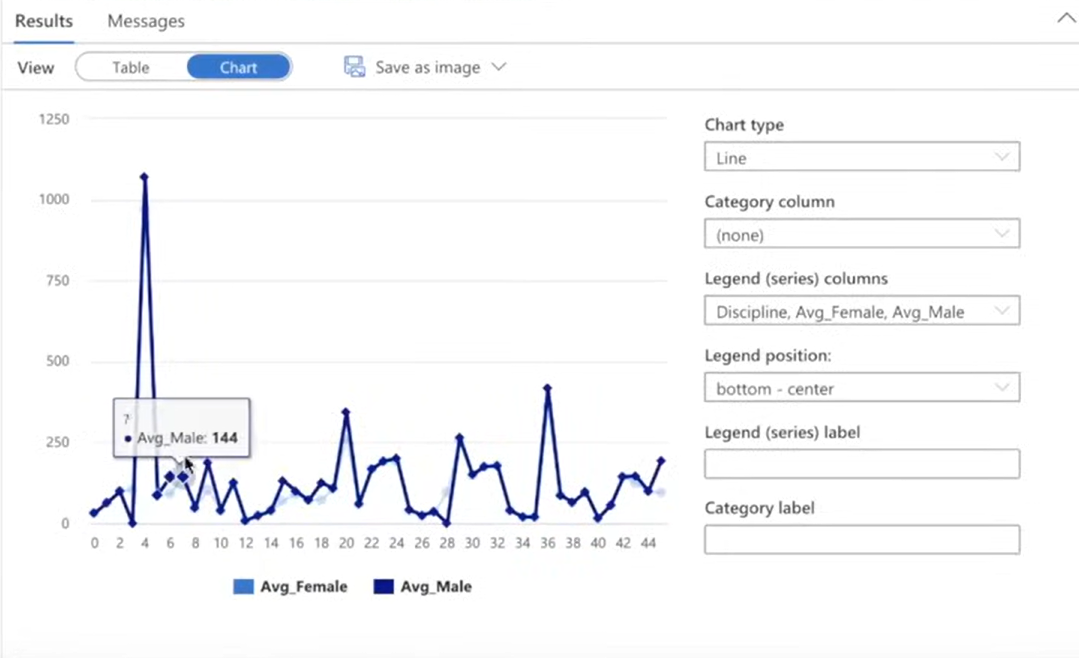 Results Messages
View Table Chart Save as image
1250
1000
750
500
250
0
0 2 4 6 8 10 12 14 16 18 20 22 24 26 28 30 32 34 36 38 40 42 44
7
Avg_Male: 144
Avg_Female Avg_Male
Chart type
Line
Category column
(none)
Legend (series) columns
Discipline, Avg_Female, Avg_Male
Legend position:
bottom - center
Legend (series) label
Category label